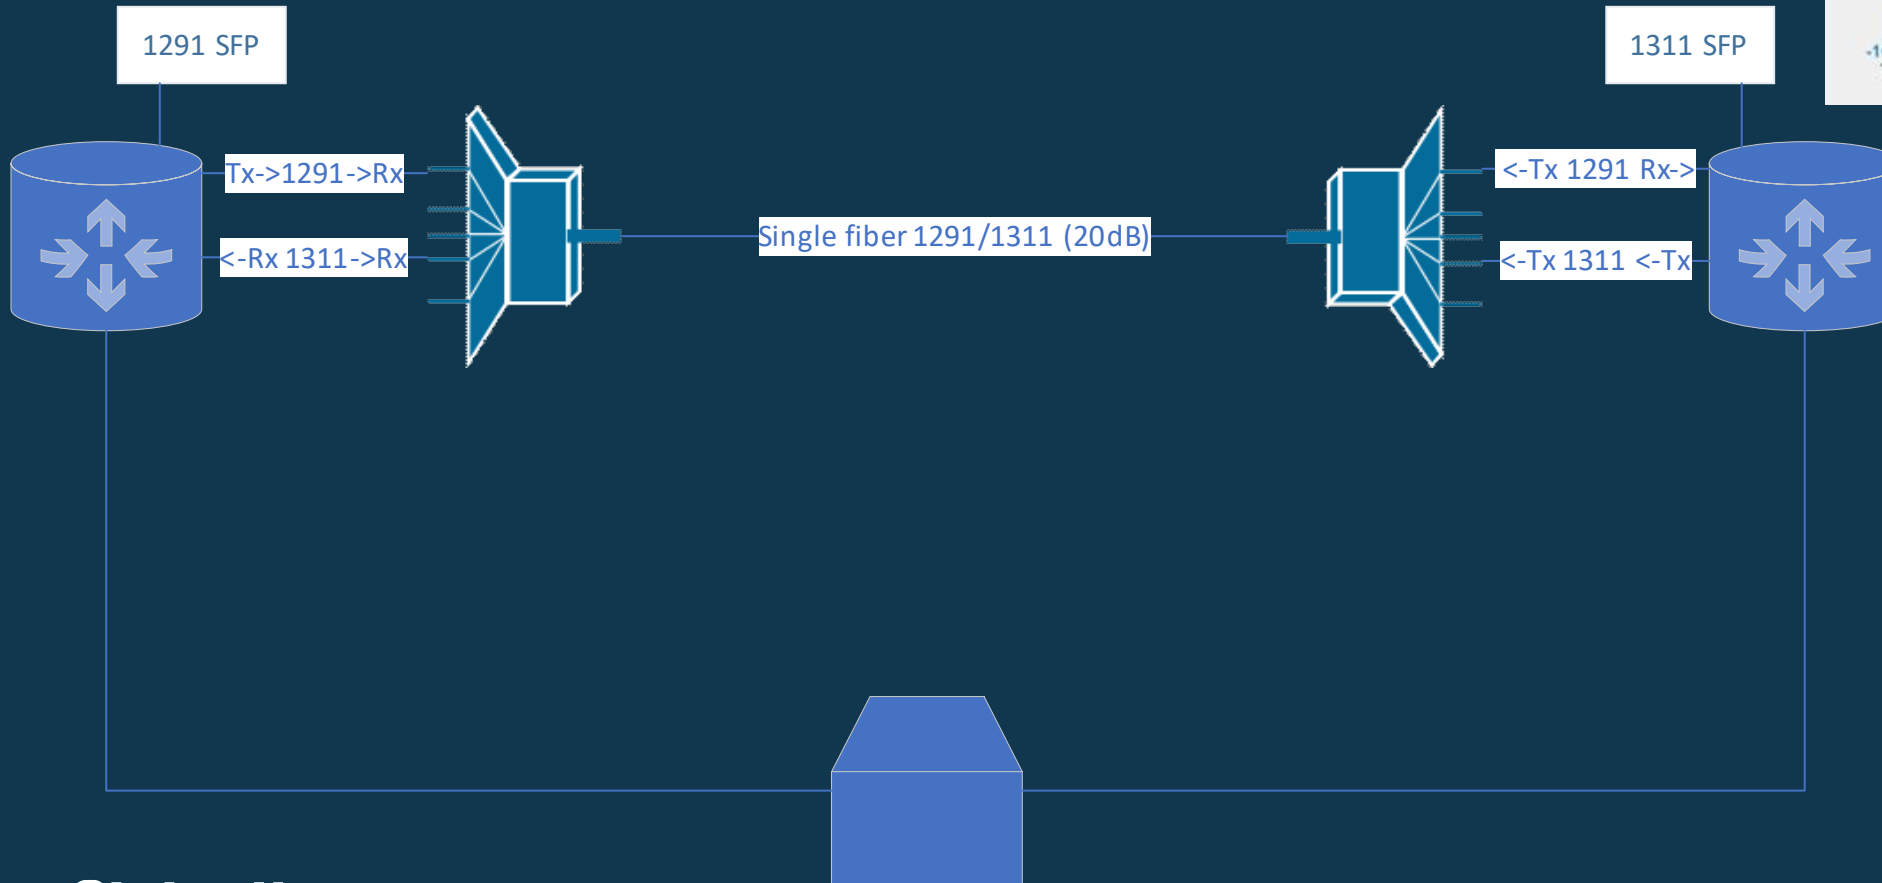 1291 SFP
1311 SFP
Tx->1291->Rx
<-Tx 1291 Rx->
Single fiber 1291/1311 (20dB)
<-Rx 1311->Rx
<-Tx 1311 <-Tx